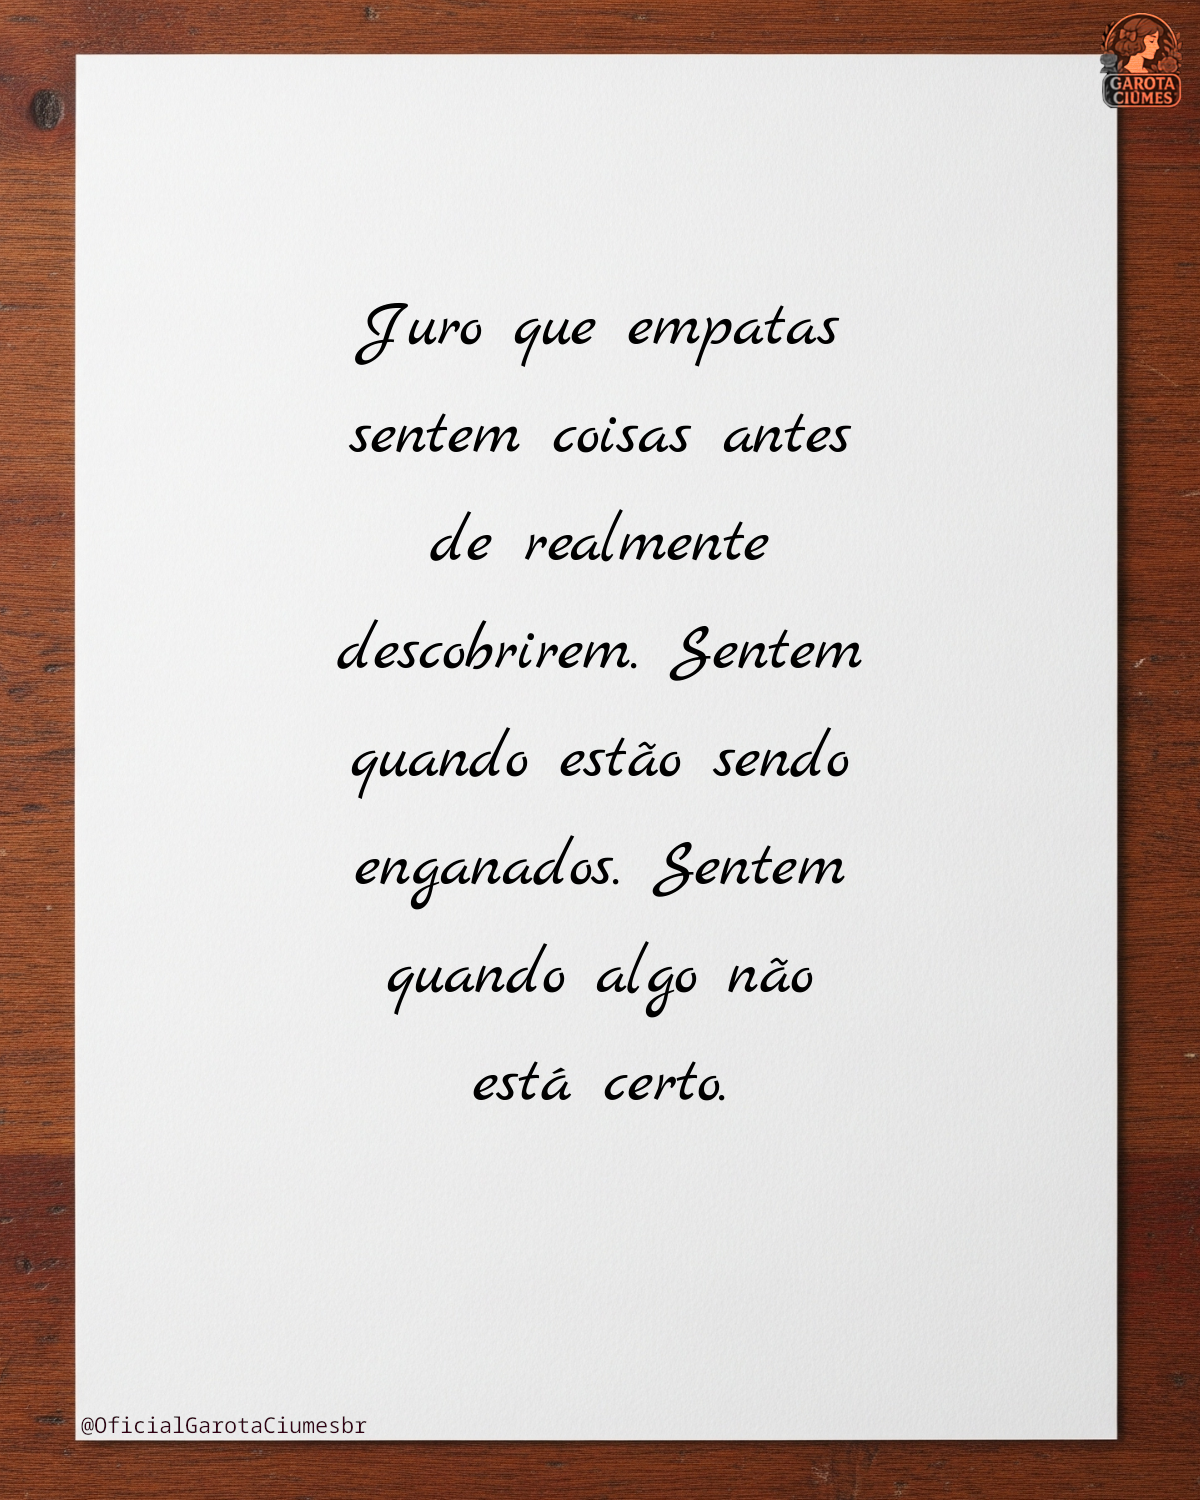 GAROTA
CIÚMES
Juro que empatas
sentem coisas antes
de realmente
descobrirem. Sentem
quando estão sendo
enganados. Sentem
quando algo não
está certo.
@OficialGarotaCiumesbr